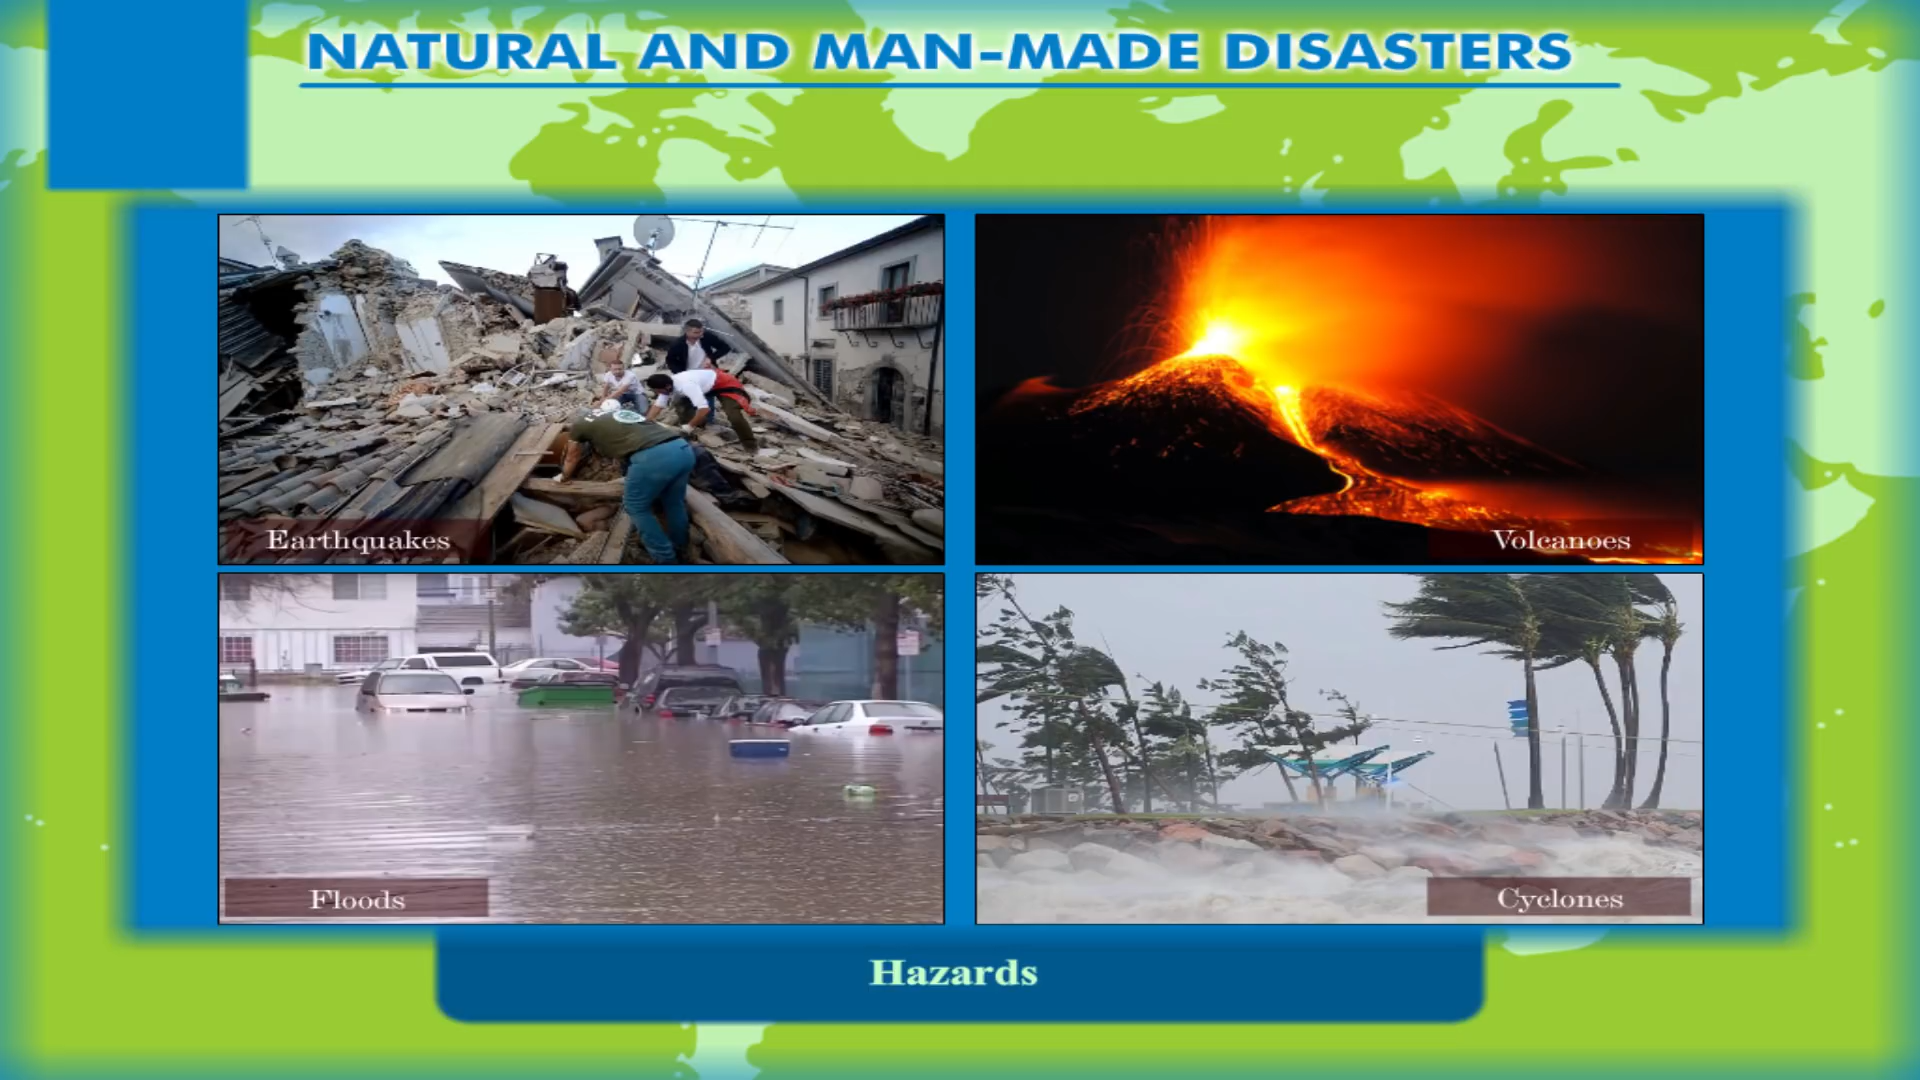 NATURAL AND MAN-MADE DISASTERS
Earthquakes
Volcanoes
Floods
Cyclones
Hazards